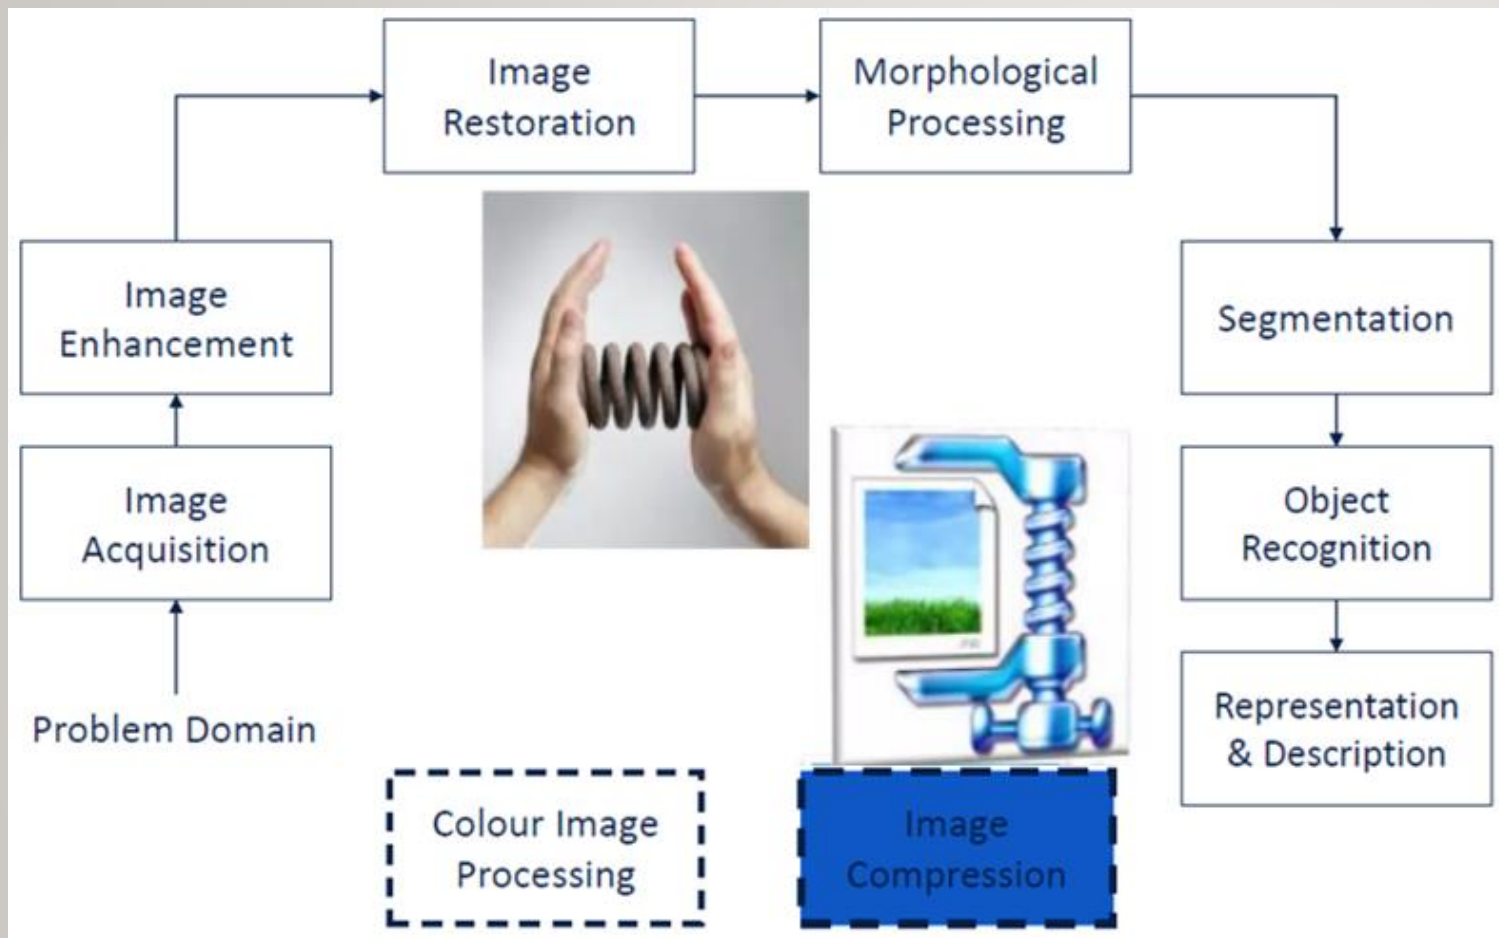 Image
Restoration
Morphological
Processing
Image
Enhancement
Segmentation
Image
Acquisition
Object
Recognition
Representation
& Description
Problem Domain
Colour Image
Processing
Image
Compression